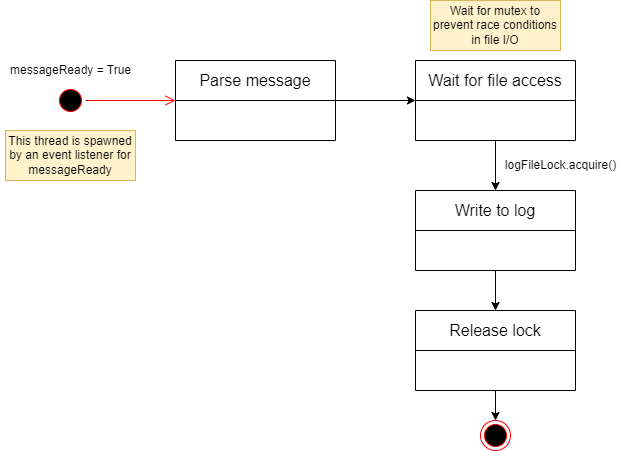 Wait for mutex to
prevent race conditions
in file I/O
messageReady = True
Parse message
Wait for file access
This thread is spawned
by an event listener for
messageReady
logFileLock.acquire()
Write to log
Release lock